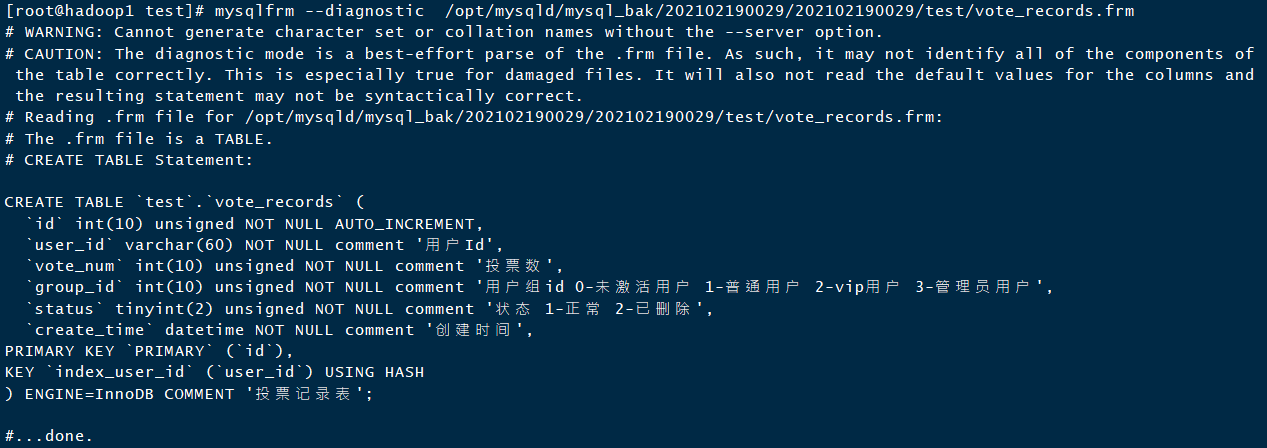 [root@hadoop1 test]# mysqlfrm --diagnostic  /opt/mysqld/mysql_bak/202102190029/202102190029/test/vote_records.frm
# WARNING: Cannot generate character set or collation names without the --server option.
# CAUTION: The diagnostic mode is a best-effort parse of the .frm file. As such, it may not identify all of the components of
 the table correctly. This is especially true for damaged files. It will also not read the default values for the columns and
 the resulting statement may not be syntactically correct.
# Reading .frm file for /opt/mysqld/mysql_bak/202102190029/202102190029/test/vote_records.frm:
# The .frm file is a TABLE.
# CREATE TABLE Statement:

CREATE TABLE `test`.`vote_records` (
  `id` int(10) unsigned NOT NULL AUTO_INCREMENT,
  `user_id` varchar(60) NOT NULL comment '用户Id',
  `vote_num` int(10) unsigned NOT NULL comment '投票数',
  `group_id` int(10) unsigned NOT NULL comment '用户组id 0-未激活用户 1-普通用户 2-vip用户 3-管理员用户',
  `status` tinyint(2) unsigned NOT NULL comment '状态 1-正常 2-已删除',
  `create_time` datetime NOT NULL comment '创建时间',
PRIMARY KEY `PRIMARY` (`id`),
KEY `index_user_id` (`user_id`) USING HASH
) ENGINE=InnoDB COMMENT '投票记录表';

#...done.